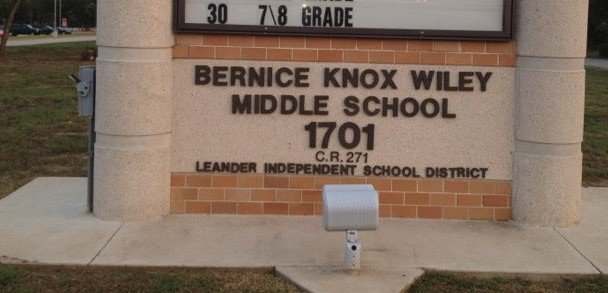 30 7\8 GRADE
BERNICE KNOX WILEY
MIDDLE SCHOOL
1701
C.R. 271
LEANDER INDEPENDENT SCHOOL DISTRICT